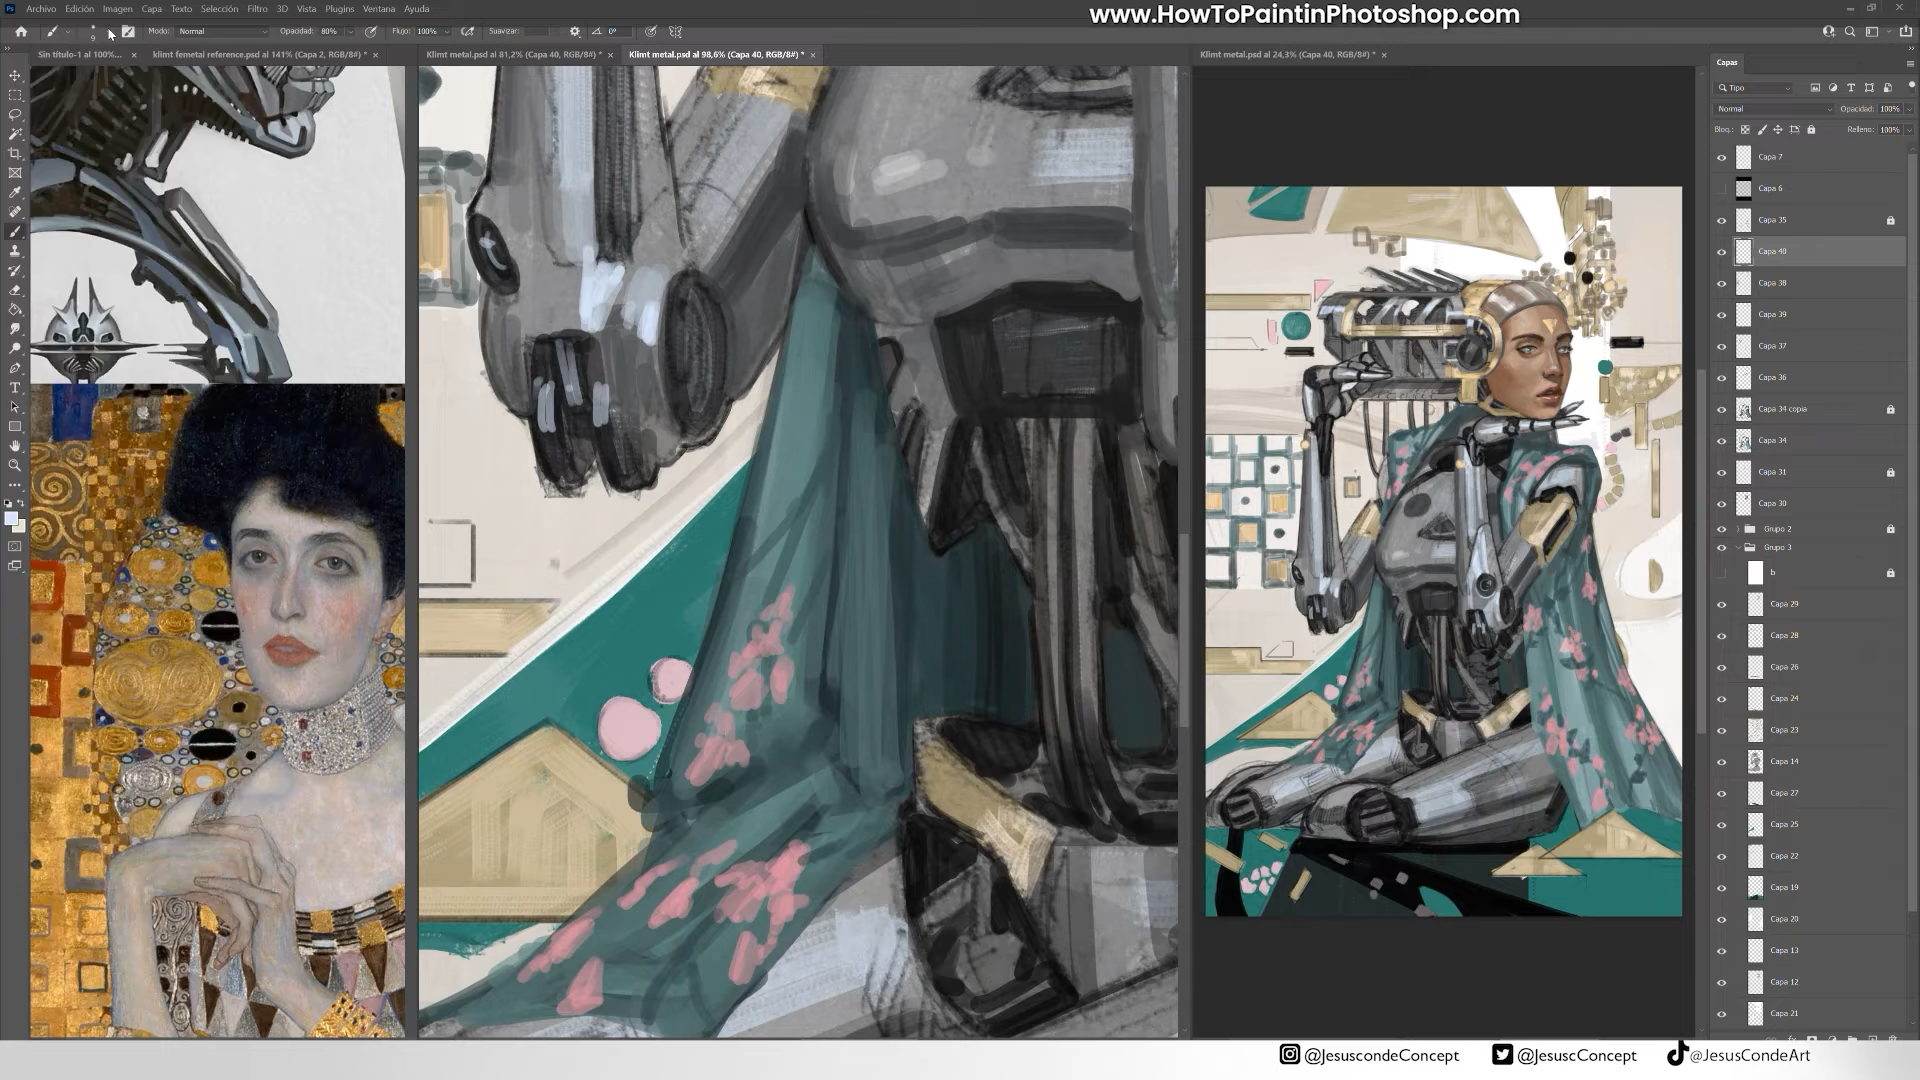 Archivo Edición Imagen Capa Texto Selección Filtro 3D Vista Plugins Ventana Ayuda
www.HowToPaintinPhotoshop.com
9 Modo: Normal Opacidad: 80% Flujo: 100% Suavizar: 0°
Sin título-1 al 100%... × klimt femetal reference.psd al 141% (Capa 2, RGB/8#) * ×
Klimt metal.psd al 81,2% (Capa 40, RGB/8#) * × Klimt metal.psd al 98,6% (Capa 40, RGB/8#) * ×
Klimt metal.psd al 24,3% (Capa 40, RGB/8#) * ×
Capas
Tipo
Normal Opacidad: 100%
Bloq.: Relleno: 100%
Capa 7
Capa 6
Capa 35
Capa 40
Capa 38
Capa 39
Capa 37
Capa 36
Capa 34 copia
Capa 34
Capa 31
Capa 30
Grupo 2
Grupo 3
b
Capa 29
Capa 28
Capa 26
Capa 24
Capa 23
Capa 14
Capa 27
Capa 25
Capa 22
Capa 19
Capa 20
Capa 13
Capa 12
Capa 21
@JesuscondeConcept @JesuscConcept @JesusCondeArt